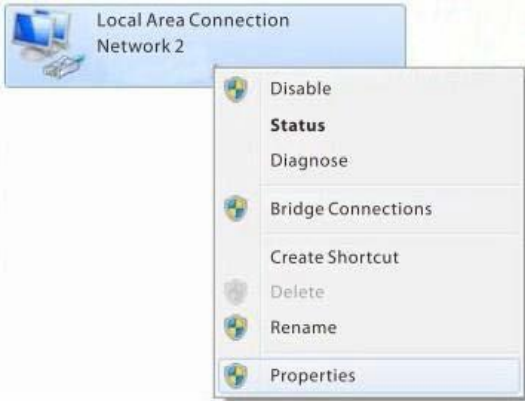 Local Area Connection
Network 2
Disable
Status
Diagnose
Bridge Connections
Create Shortcut
Delete
Rename
Properties